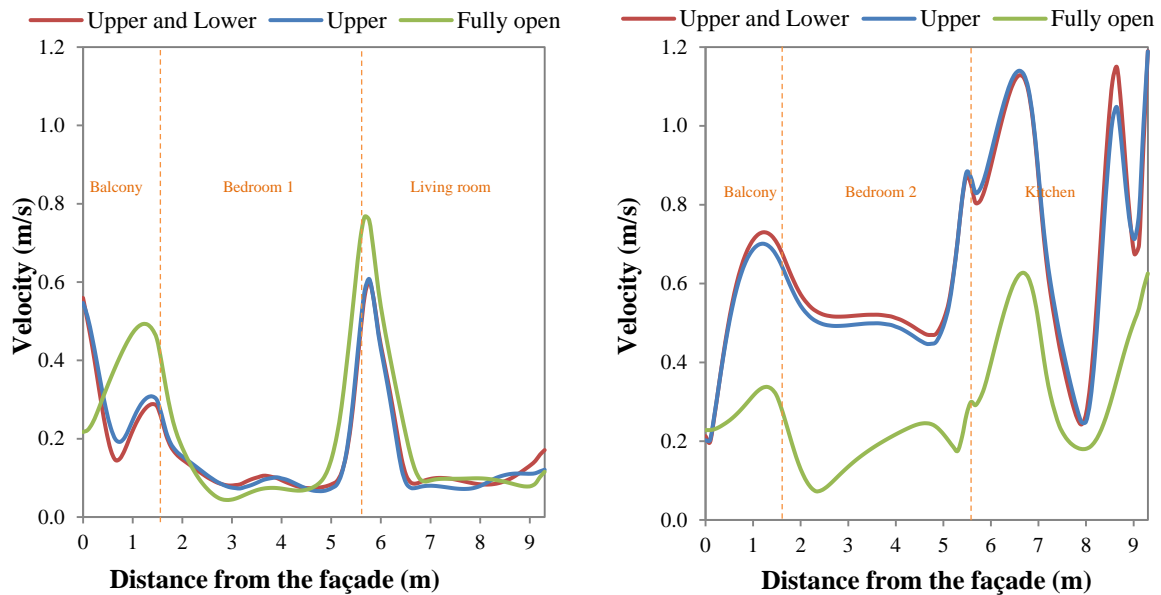 Upper and Lower Upper Fully open
1.2
1.0
0.8
0.6
0.4
0.2
0.0
Velocity (m/s)
Balcony Bedroom 1 Living room
0 1 2 3 4 5 6 7 8 9
Distance from the façade (m)
Upper and Lower Upper Fully open
1.2
1.0
0.8
0.6
0.4
0.2
0.0
Velocity (m/s)
Balcony Bedroom 2 Kitchen
0 1 2 3 4 5 6 7 8 9
Distance from the façade (m)